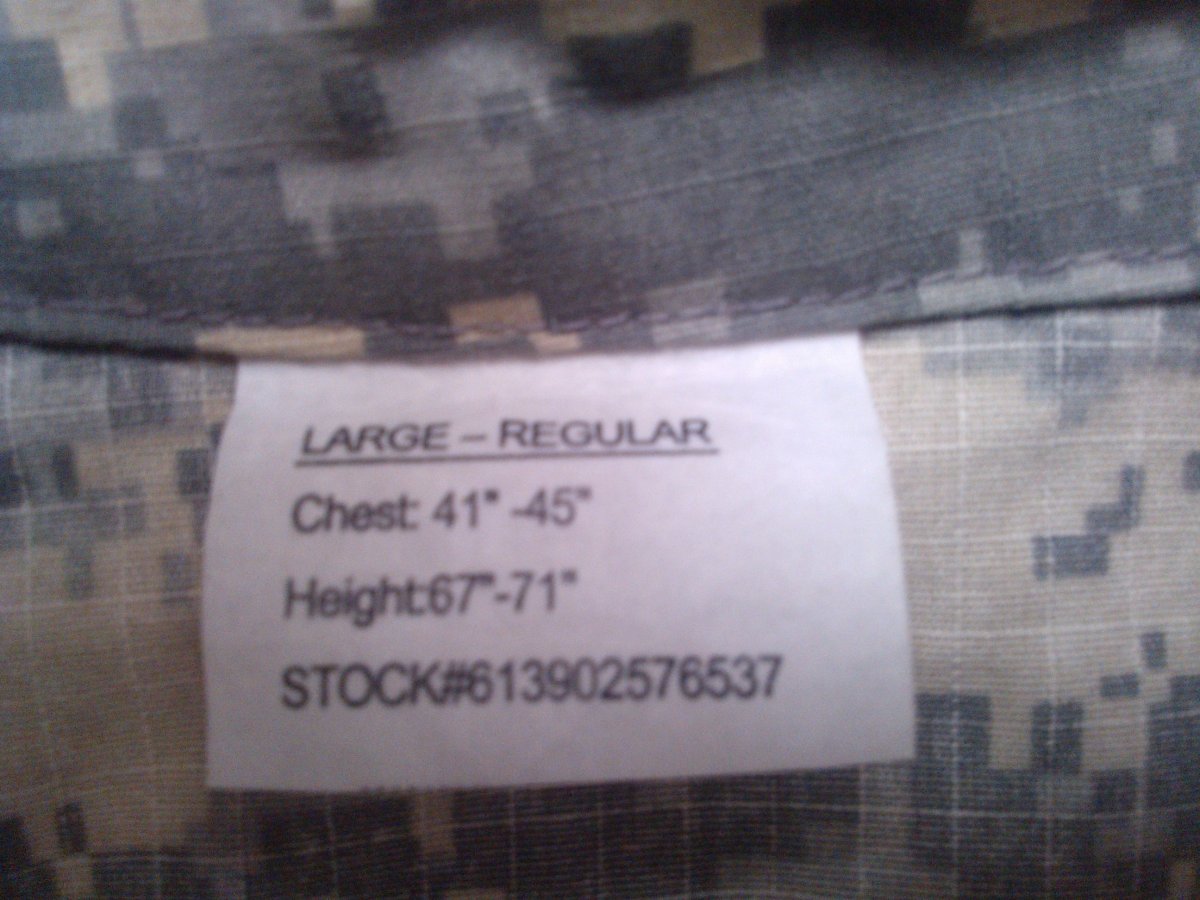 LARGE – REGULAR
Chest: 41" -45"
Height:67"-71"
STOCK#613902576537